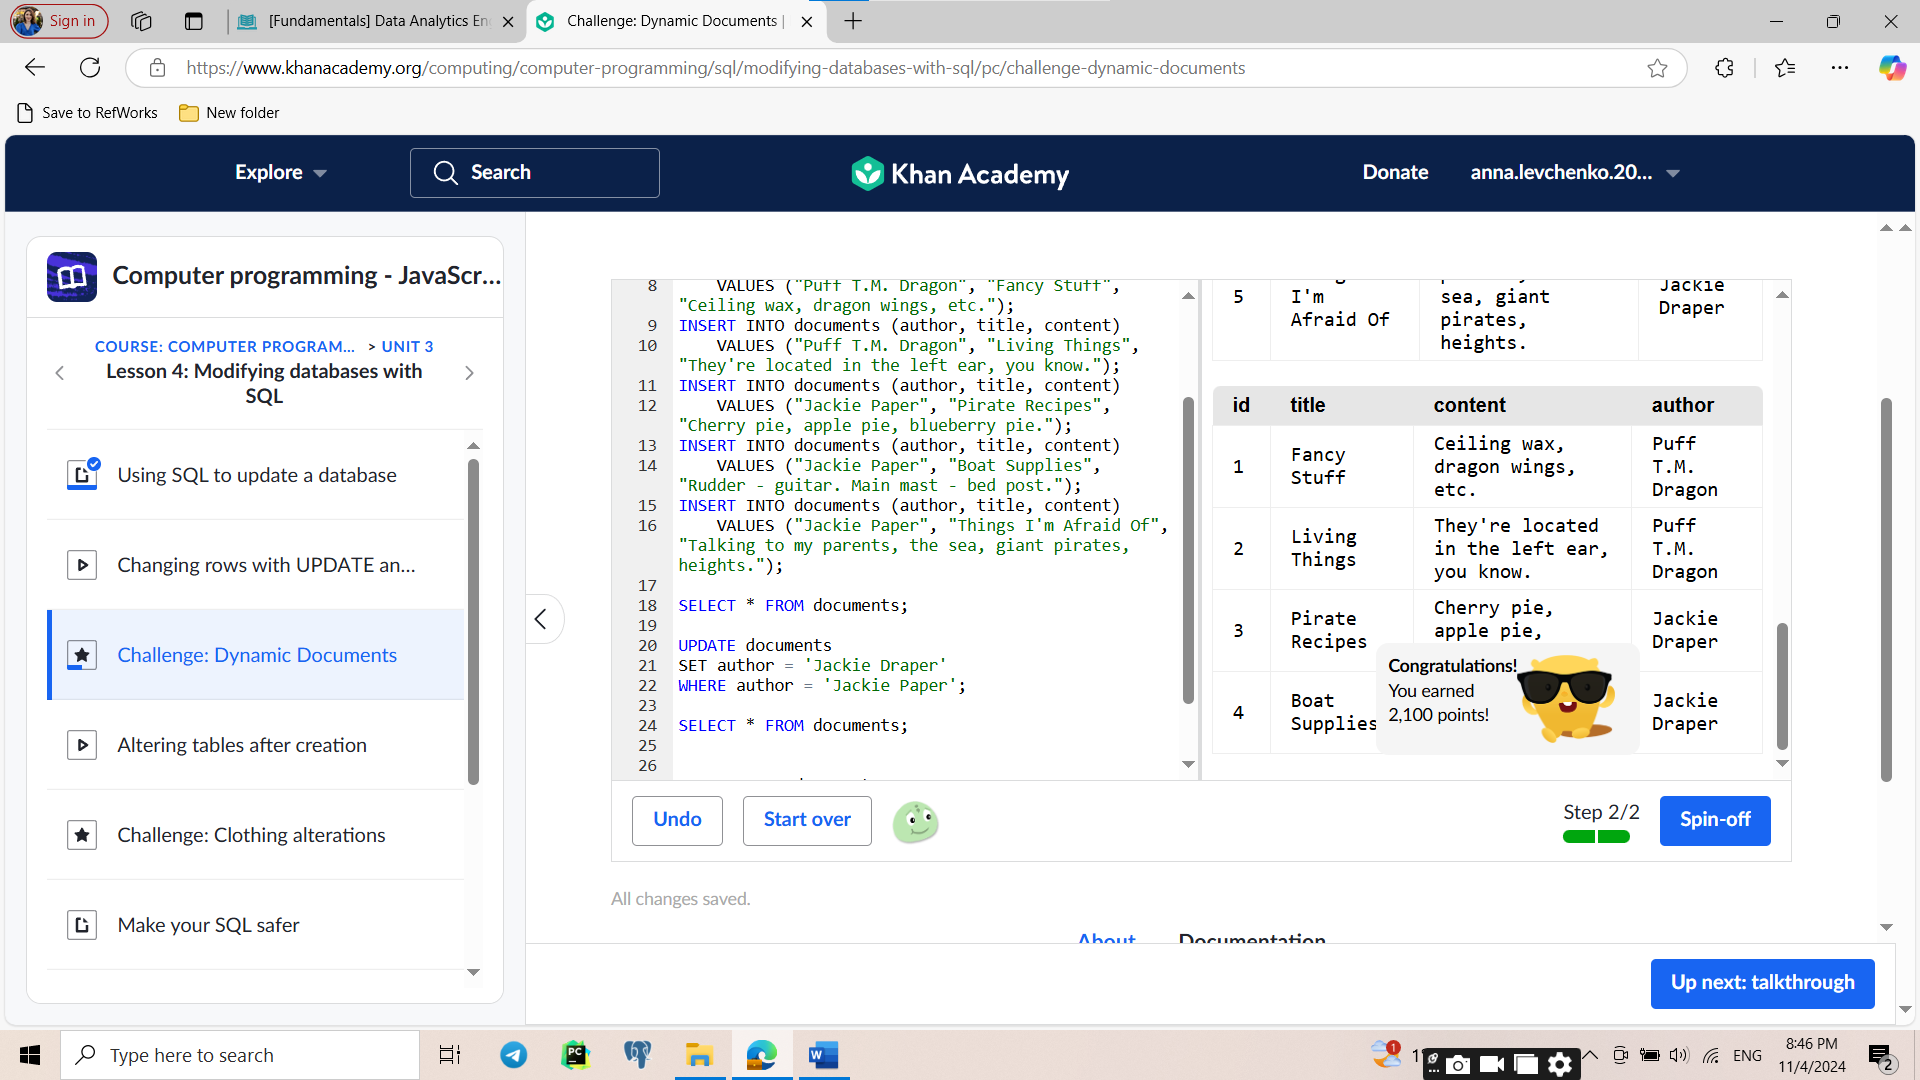 Sign in
[Fundamentals] Data Analytics En
Challenge: Dynamic Documents |
https://www.khanacademy.org/computing/computer-programming/sql/modifying-databases-with-sql/pc/challenge-dynamic-documents
Save to RefWorks
New folder
Explore
Search
Khan Academy
Donate
anna.levchenko.20...
Computer programming - JavaScr...
COURSE: COMPUTER PROGRAM... > UNIT 3
Lesson 4: Modifying databases with
SQL
Using SQL to update a database
Changing rows with UPDATE an...
Challenge: Dynamic Documents
Altering tables after creation
Challenge: Clothing alterations
Make your SQL safer
8 VALUES ("Puff T.M. Dragon", "Fancy Stuff",
"Ceiling wax, dragon wings, etc.");
9 INSERT INTO documents (author, title, content)
10 VALUES ("Puff T.M. Dragon", "Living Things",
"They're located in the left ear, you know.");
11 INSERT INTO documents (author, title, content)
12 VALUES ("Jackie Paper", "Pirate Recipes",
"Cherry pie, apple pie, blueberry pie.");
13 INSERT INTO documents (author, title, content)
14 VALUES ("Jackie Paper", "Boat Supplies",
"Rudder - guitar. Main mast - bed post.");
15 INSERT INTO documents (author, title, content)
16 VALUES ("Jackie Paper", "Things I'm Afraid Of",
"Talking to my parents, the sea, giant pirates,
heights.");
17
18 SELECT * FROM documents;
19
20 UPDATE documents
21 SET author = 'Jackie Draper'
22 WHERE author = 'Jackie Paper';
23
24 SELECT * FROM documents;
25
26
5
I'm
Afraid Of
sea, giant
pirates,
heights.
Jackie
Draper
id title content author
1
Fancy
Stuff
Ceiling wax,
dragon wings,
etc.
Puff
T.M.
Dragon
2
Living
Things
They're located
in the left ear,
you know.
Puff
T.M.
Dragon
3
Pirate
Recipes
Cherry pie,
apple pie,
Jackie
Draper
4
Boat
Supplies
Jackie
Draper
Congratulations!
You earned
2,100 points!
Undo
Start over
Step 2/2
Spin-off
All changes saved.
About
Documentation
Up next: talkthrough
Type here to search
PC
W
1
ENG
8:46 PM
11/4/2024
2